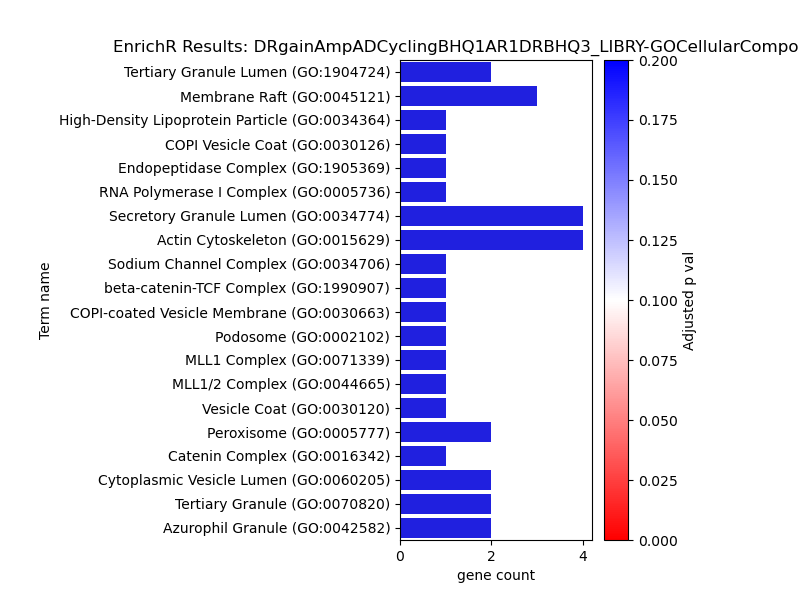 EnrichR Results: DRgainAmpADCyclingBHQ1AR1DRBHQ3_LIBRY-GOCellularCompo
Tertiary Granule Lumen (GO:1904724)
Membrane Raft (GO:0045121)
High-Density Lipoprotein Particle (GO:0034364)
COPI Vesicle Coat (GO:0030126)
Endopeptidase Complex (GO:1905369)
RNA Polymerase I Complex (GO:0005736)
Secretory Granule Lumen (GO:0034774)
Actin Cytoskeleton (GO:0015629)
Sodium Channel Complex (GO:0034706)
beta-catenin-TCF Complex (GO:1990907)
COPI-coated Vesicle Membrane (GO:0030663)
Podosome (GO:0002102)
MLL1 Complex (GO:0071339)
MLL1/2 Complex (GO:0044665)
Vesicle Coat (GO:0030120)
Peroxisome (GO:0005777)
Catenin Complex (GO:0016342)
Cytoplasmic Vesicle Lumen (GO:0060205)
Tertiary Granule (GO:0070820)
Azurophil Granule (GO:0042582)
Term name
0 2 4
gene count
0.200
0.175
0.150
0.125
0.100
0.075
0.050
0.025
0.000
Adjusted p val